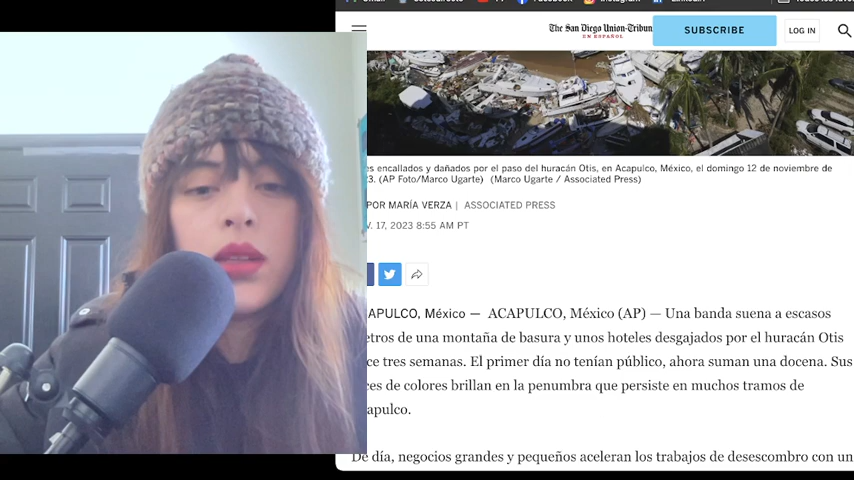 The San Diego Union-Tribun
EN ESPAÑOL
SUBSCRIBE
LOG IN
es encallados y dañados por el paso del huracán Otis, en Acapulco, México, el domingo 12 de noviembre de
3. (AP Foto/Marco Ugarte) (Marco Ugarte / Associated Press)
POR MARÍA VERZA | ASSOCIATED PRESS
V. 17, 2023 8:55 AM PT
APULCO, México — ACAPULCO, México (AP) — Una banda suena a escasos
etros de una montaña de basura y unos hoteles desgajados por el huracán Otis
ce tres semanas. El primer día no tenían público, ahora suman una docena. Sus
ces de colores brillan en la penumbra que persiste en muchos tramos de
apulco.
De día, negocios grandes y pequeños aceleran los trabajos de desescombro con un